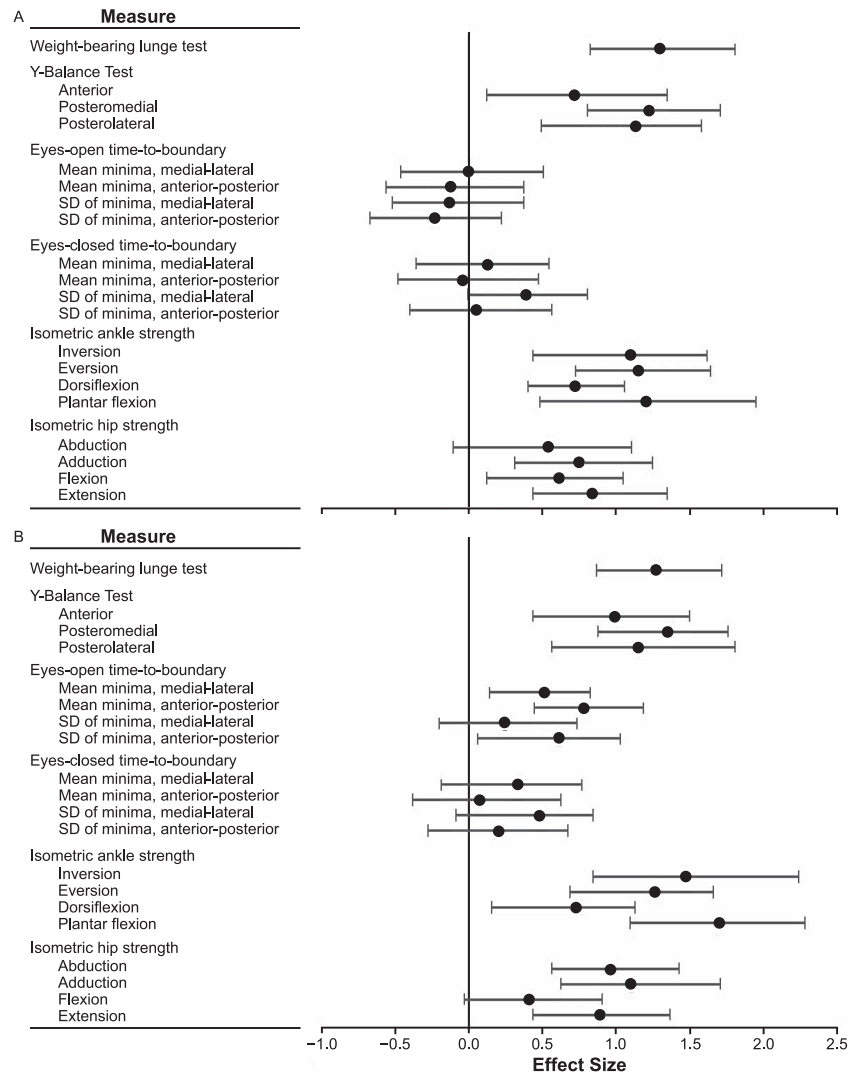 A Measure
Weight-bearing lunge test
Y-Balance Test
Anterior
Posteromedial
Posterolateral
Eyes-open time-to-boundary
Mean minima, medial-lateral
Mean minima, anterior-posterior
SD of minima, medial-lateral
SD of minima, anterior-posterior
Eyes-closed time-to-boundary
Mean minima, medial-lateral
Mean minima, anterior-posterior
SD of minima, medial-lateral
SD of minima, anterior-posterior
Isometric ankle strength
Inversion
Eversion
Dorsiflexion
Plantar flexion
Isometric hip strength
Abduction
Adduction
Flexion
Extension
B Measure
Weight-bearing lunge test
Y-Balance Test
Anterior
Posteromedial
Posterolateral
Eyes-open time-to-boundary
Mean minima, medial-lateral
Mean minima, anterior-posterior
SD of minima, medial-lateral
SD of minima, anterior-posterior
Eyes-closed time-to-boundary
Mean minima, medial-lateral
Mean minima, anterior-posterior
SD of minima, medial-lateral
SD of minima, anterior-posterior
Isometric ankle strength
Inversion
Eversion
Dorsiflexion
Plantar flexion
Isometric hip strength
Abduction
Adduction
Flexion
Extension
−1.0 −0.5 0.0 0.5 1.0 1.5 2.0 2.5
Effect Size